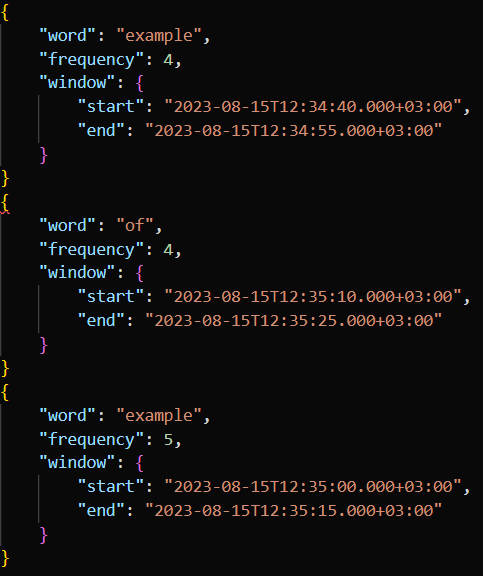 {
    "word": "example",
    "frequency": 4,
    "window": {
        "start": "2023-08-15T12:34:40.000+03:00",
        "end": "2023-08-15T12:34:55.000+03:00"
    }
}
{
    "word": "of",
    "frequency": 4,
    "window": {
        "start": "2023-08-15T12:35:10.000+03:00",
        "end": "2023-08-15T12:35:25.000+03:00"
    }
}
{
    "word": "example",
    "frequency": 5,
    "window": {
        "start": "2023-08-15T12:35:00.000+03:00",
        "end": "2023-08-15T12:35:15.000+03:00"
    }
}